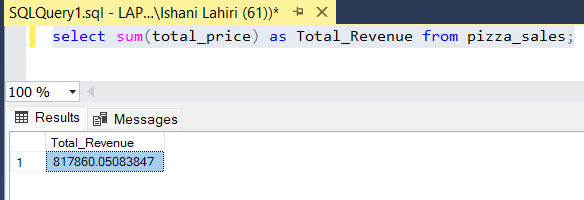 SQLQuery1.sql - LAP...\Ishani Lahiri (61))*
select sum(total_price) as Total_Revenue from pizza_sales;
100 %
Results Messages
Total_Revenue
1 817860.05083847